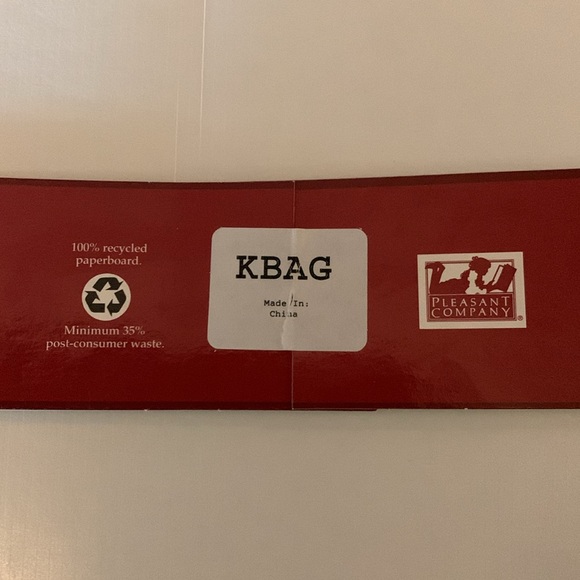 100% recycled
paperboard.
Minimum 35%
post-consumer waste.
KBAG
Made In:
China
PLEASANT
COMPANY®